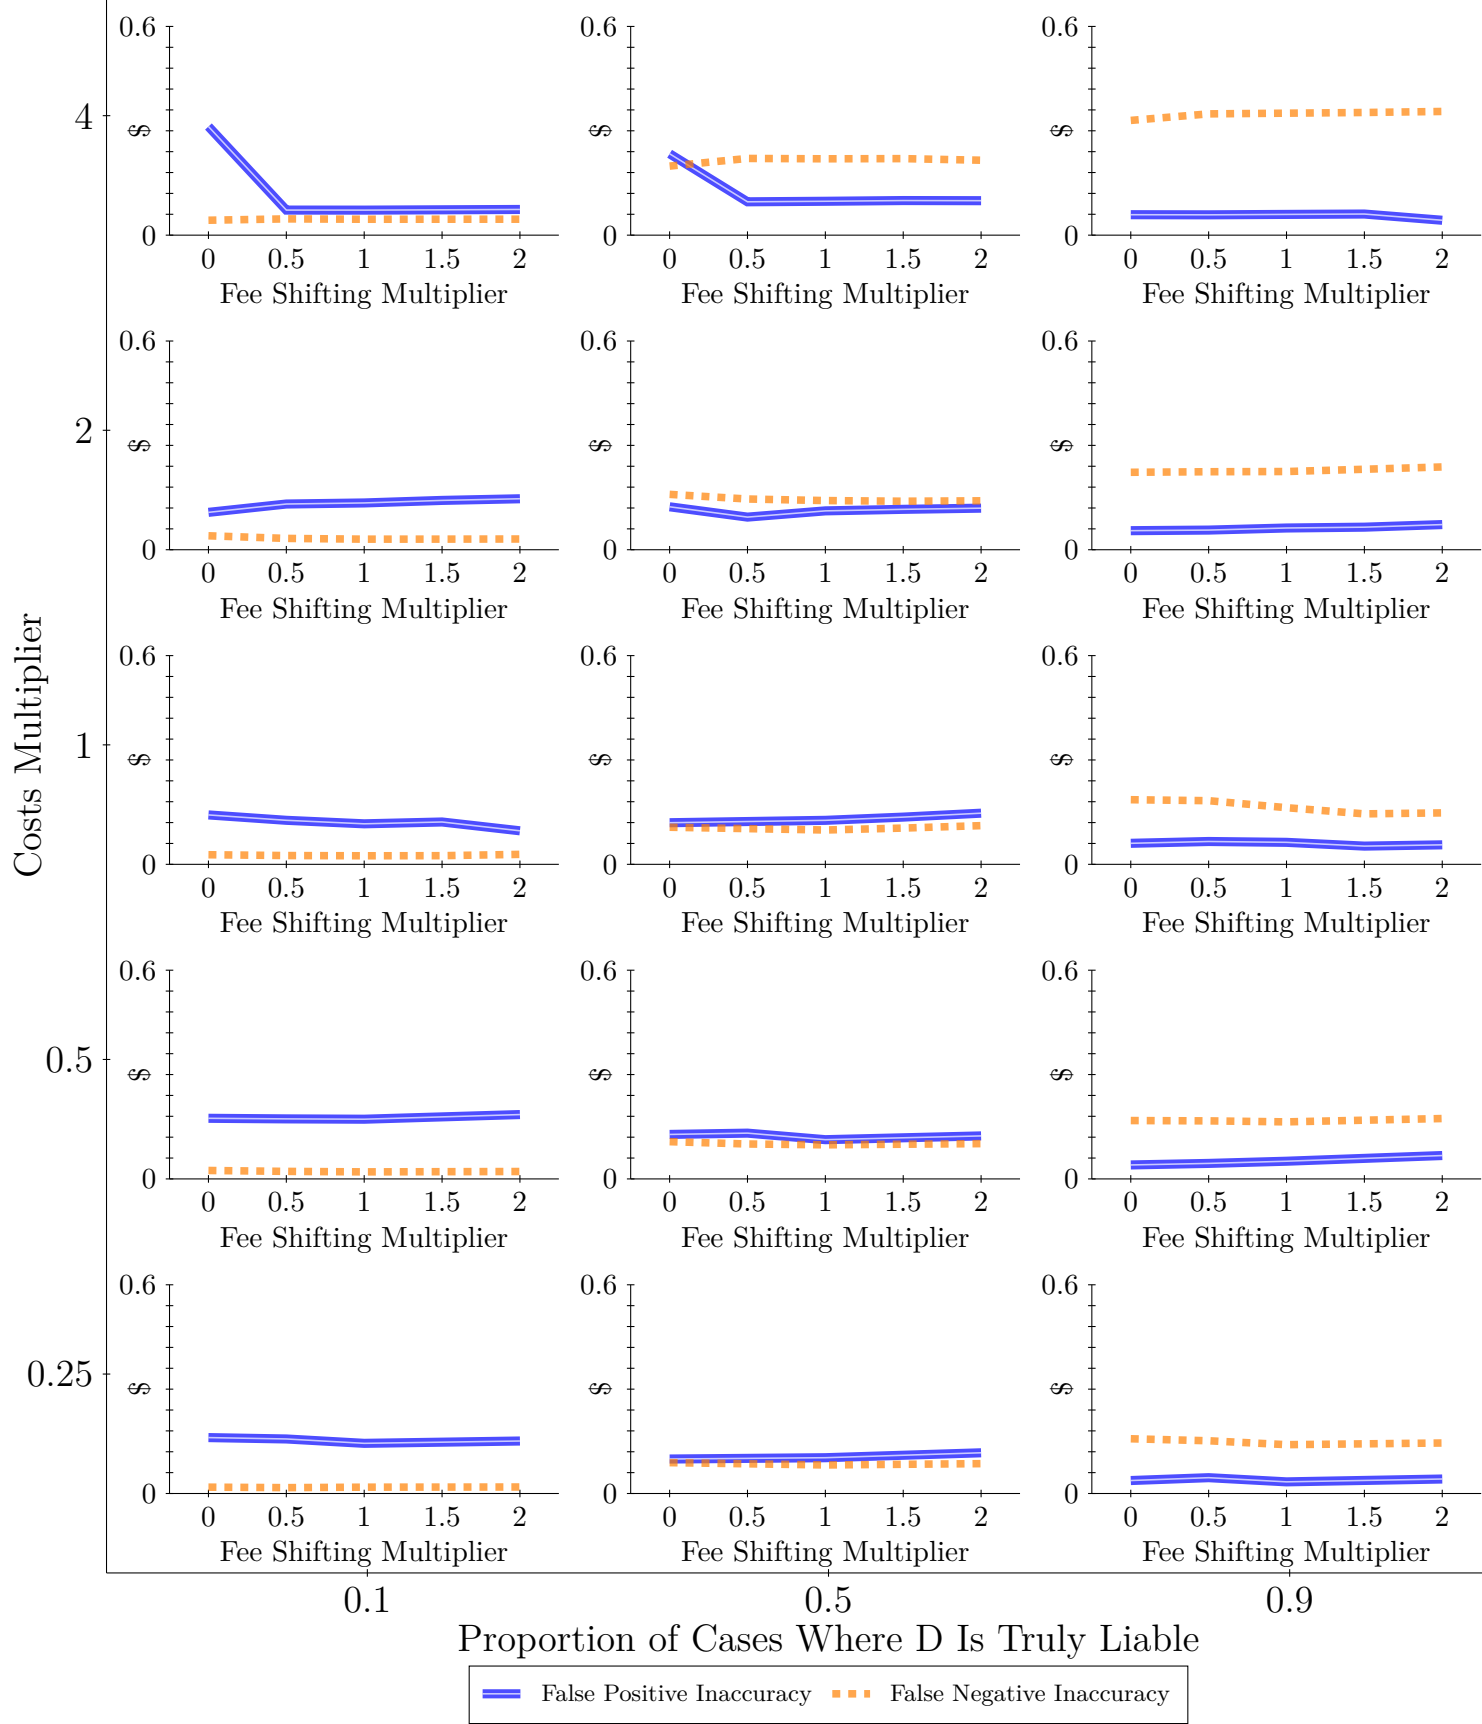 Costs Multiplier
4
0.6
$
0
0 0.5 1 1.5 2
Fee Shifting Multiplier
0.6
$
0
0 0.5 1 1.5 2
Fee Shifting Multiplier
0.6
$
0
0 0.5 1 1.5 2
Fee Shifting Multiplier
2
0.6
$
0
0 0.5 1 1.5 2
Fee Shifting Multiplier
0.6
$
0
0 0.5 1 1.5 2
Fee Shifting Multiplier
0.6
$
0
0 0.5 1 1.5 2
Fee Shifting Multiplier
1
0.6
$
0
0 0.5 1 1.5 2
Fee Shifting Multiplier
0.6
$
0
0 0.5 1 1.5 2
Fee Shifting Multiplier
0.6
$
0
0 0.5 1 1.5 2
Fee Shifting Multiplier
0.5
0.6
$
0
0 0.5 1 1.5 2
Fee Shifting Multiplier
0.6
$
0
0 0.5 1 1.5 2
Fee Shifting Multiplier
0.6
$
0
0 0.5 1 1.5 2
Fee Shifting Multiplier
0.25
0.6
$
0
0 0.5 1 1.5 2
Fee Shifting Multiplier
0.6
$
0
0 0.5 1 1.5 2
Fee Shifting Multiplier
0.6
$
0
0 0.5 1 1.5 2
Fee Shifting Multiplier
0.1 0.5 0.9
Proportion of Cases Where D Is Truly Liable
False Positive Inaccuracy False Negative Inaccuracy